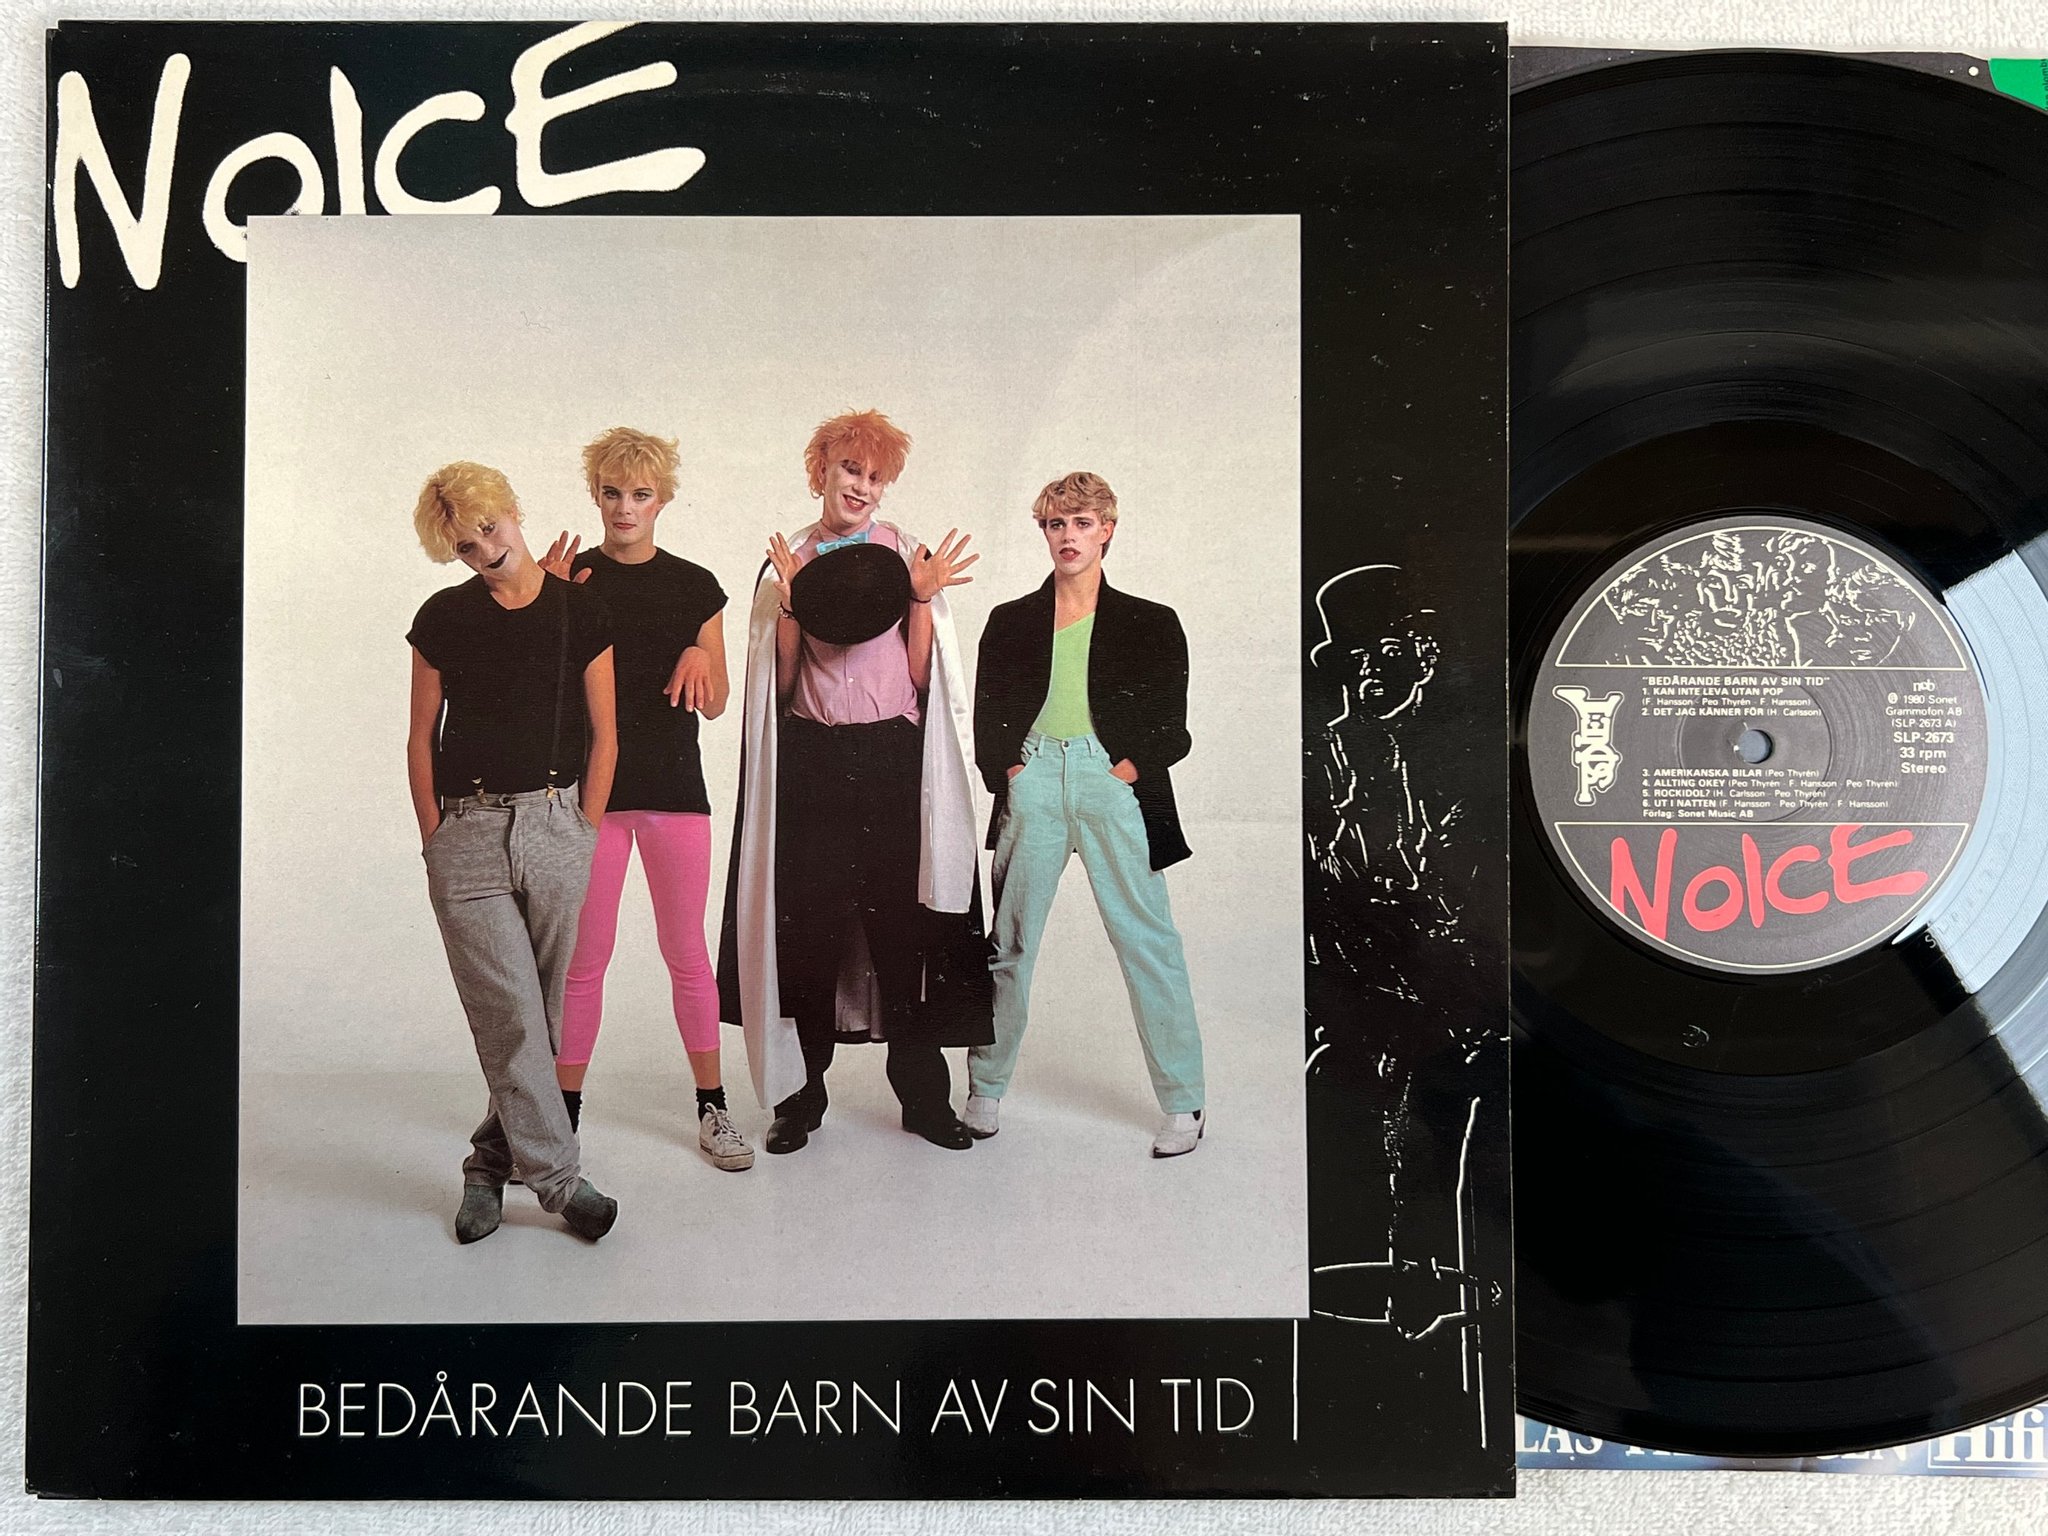 NOICE
BEDÅRANDE BARN AV SIN TID
"BEDÅRANDE BARN AV SIN TID"
1. KAN INTE LEVA UTAN POP
(F. Hansson - Peo Thyrén - F. Hansson)
2. DET JAG KÄNNER FÖR (H. Carlsson)
3. AMERIKANSKA BILAR (Peo Thyrén)
4. ALLTING OKEY (Peo Thyrén - F. Hansson - Peo Thyrén)
5. ROCKIDOL? (H. Carlsson - Peo Thyrén)
6. UT I NATTEN (F. Hansson - Peo Thyrén - F. Hansson)
Förlag: Sonet Music AB
SONET
ncb
℗ 1980 Sonet
Grammofon AB
(SLP-2673 A)
SLP-2673
33 rpm
Stereo
NOICE
Hifi